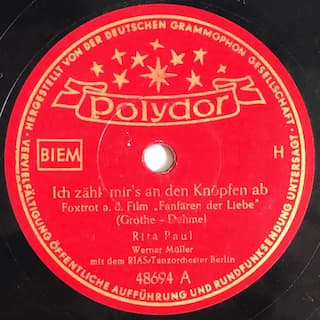 HERGESTELLT VON DER DEUTSCHEN GRAMMOPHON GESELLSCHAFT
Polydor
BIEM
H
Ich zähl mir's an den Knöpfen ab
Foxtrot a. d. Film „Fanfaren der Liebe"
(Grothe - Dehmel)
Rita Paul
Werner Müller
mit dem RIAS/Tanzorchester Berlin
48694 A
VERVIELFÄLTIGUNG ÖFFENTLICHE AUFFÜHRUNG UND RUNDFUNKSENDUNG UNTERSAGT